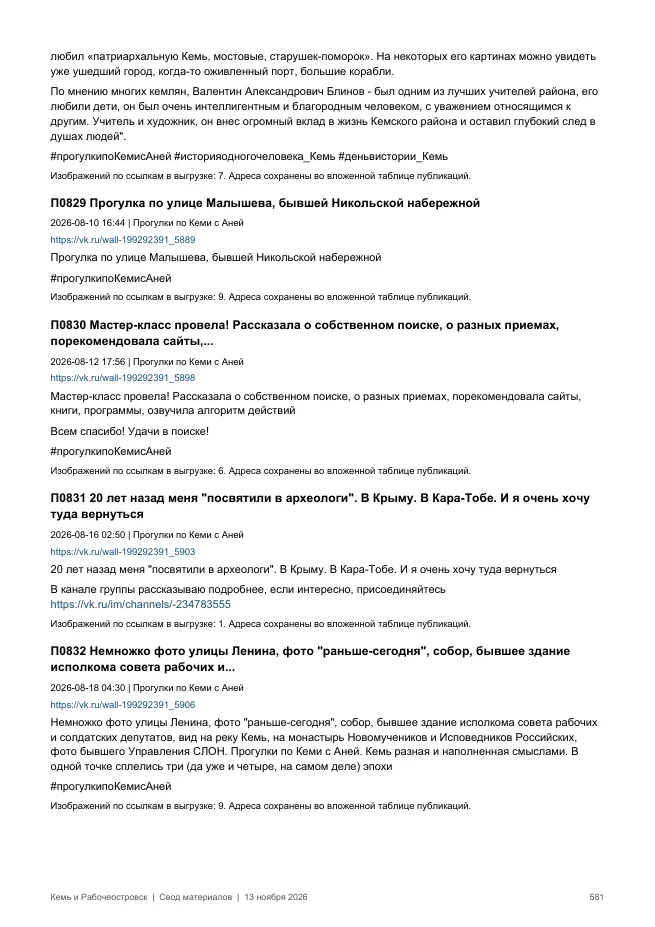 любил «патриархальную Кемь, мостовые, старушек-поморок». На некоторых его картинах можно увидеть
уже ушедший город, когда-то оживленный порт, большие корабли.
По мнению многих кемлян, Валентин Александрович Блинов - был одним из лучших учителей района, его
любили дети, он был очень интеллигентным и благородным человеком, с уважением относящимся к
другим. Учитель и художник, он внес огромный вклад в жизнь Кемского района и оставил глубокий след в
душах людей".
#прогулкипоКемисАней #историяодногочеловека_Кемь #деньвистории_Кемь
Изображений по ссылкам в выгрузке: 7. Адреса сохранены во вложенной таблице публикаций.
П0829 Прогулка по улице Малышева, бывшей Никольской набережной
2026-08-10 16:44 | Прогулки по Кеми с Аней
https://vk.ru/wall-199292391_5889
Прогулка по улице Малышева, бывшей Никольской набережной
#прогулкипоКемисАней
Изображений по ссылкам в выгрузке: 9. Адреса сохранены во вложенной таблице публикаций.
П0830 Мастер-класс провела! Рассказала о собственном поиске, о разных приемах,
порекомендовала сайты,...
2026-08-12 17:56 | Прогулки по Кеми с Аней
https://vk.ru/wall-199292391_5898
Мастер-класс провела! Рассказала о собственном поиске, о разных приемах, порекомендовала сайты,
книги, программы, озвучила алгоритм действий
Всем спасибо! Удачи в поиске!
#прогулкипоКемисАней
Изображений по ссылкам в выгрузке: 6. Адреса сохранены во вложенной таблице публикаций.
П0831 20 лет назад меня "посвятили в археологи". В Крыму. В Кара-Тобе. И я очень хочу
туда вернуться
2026-08-16 02:50 | Прогулки по Кеми с Аней
https://vk.ru/wall-199292391_5903
20 лет назад меня "посвятили в археологи". В Крыму. В Кара-Тобе. И я очень хочу туда вернуться
В канале группы рассказываю подробнее, если интересно, присоединяйтесь
https://vk.ru/im/channels/-234783555
Изображений по ссылкам в выгрузке: 1. Адреса сохранены во вложенной таблице публикаций.
П0832 Немножко фото улицы Ленина, фото "раньше-сегодня", собор, бывшее здание
исполкома совета рабочих и...
2026-08-18 04:30 | Прогулки по Кеми с Аней
https://vk.ru/wall-199292391_5906
Немножко фото улицы Ленина, фото "раньше-сегодня", собор, бывшее здание исполкома совета рабочих
и солдатских депутатов, вид на реку Кемь, на монастырь Новомучеников и Исповедников Российских,
фото бывшего Управления СЛОН. Прогулки по Кеми с Аней. Кемь разная и наполненная смыслами. В
одной точке сплелись три (да уже и четыре, на самом деле) эпохи
#прогулкипоКемисАней
Изображений по ссылкам в выгрузке: 9. Адреса сохранены во вложенной таблице публикаций.
Кемь и Рабочеостровск | Свод материалов | 13 ноября 2026
581